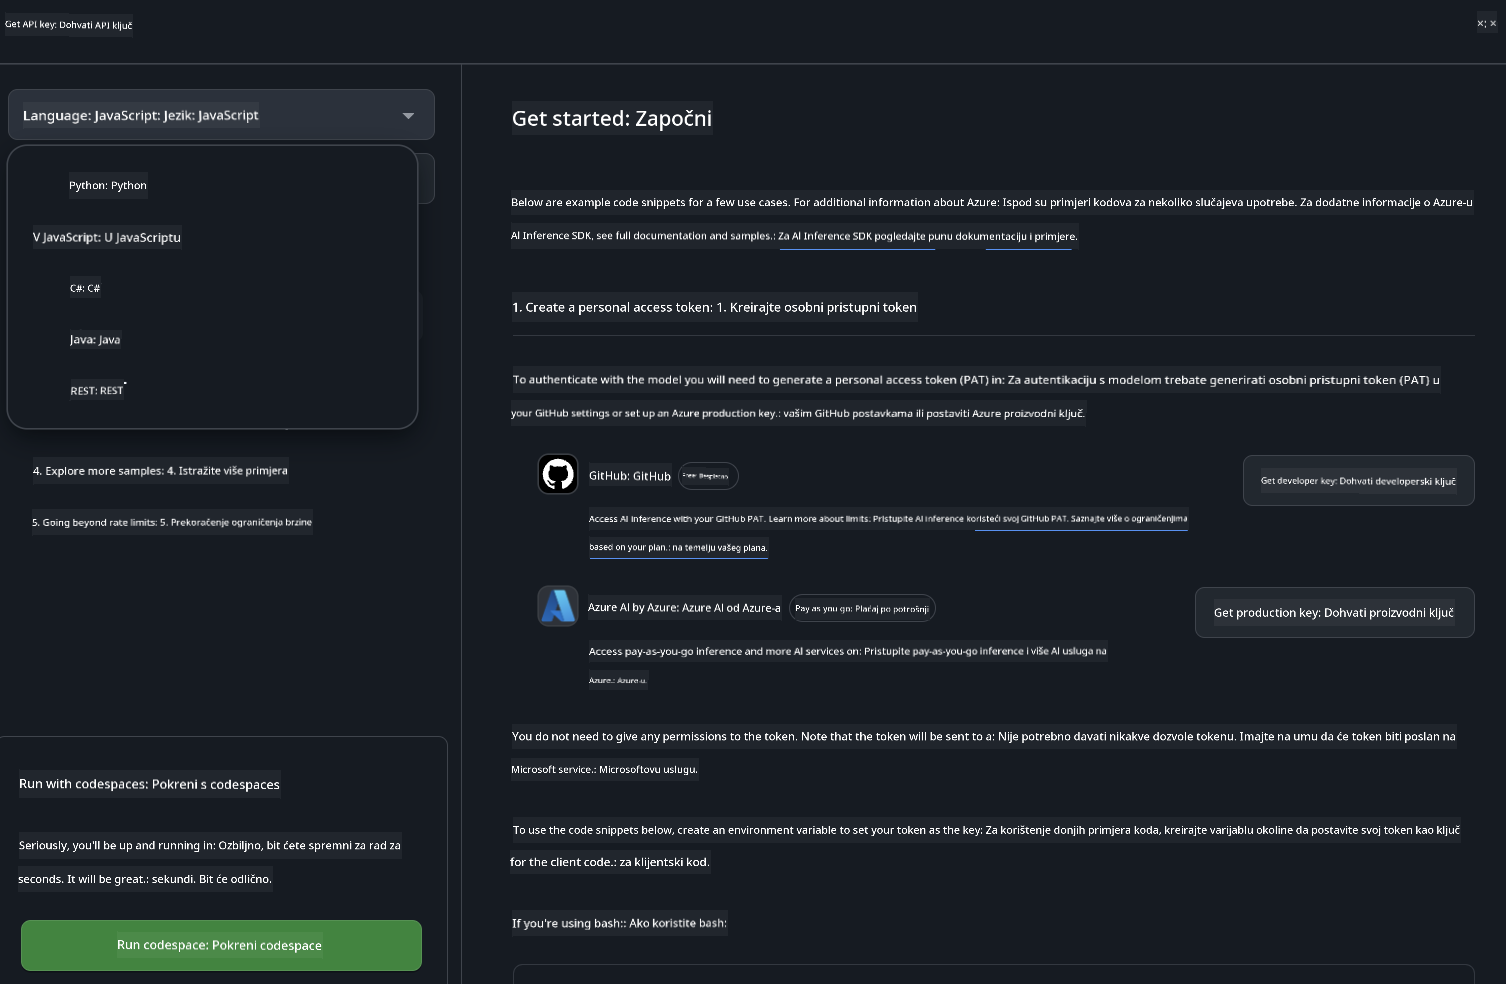 Get API key: Dohvati API ključ
×: ×
Language: JavaScript: Jezik: JavaScript
Python: Python
V JavaScript: U JavaScriptu
C#: C#
Java: Java
REST: REST
4. Explore more samples: 4. Istražite više primjera
5. Going beyond rate limits: 5. Prekoračenje ograničenja brzine
Run with codespaces: Pokreni s codespaces
Seriously, you'll be up and running in: Ozbiljno, bit ćete spremni za rad za
seconds. It will be great.: sekundi. Bit će odlično.
Run codespace: Pokreni codespace
Get started: Započni
Below are example code snippets for a few use cases. For additional information about Azure: Ispod su primjeri kodova za nekoliko slučajeva upotrebe. Za dodatne informacije o Azure-u
AI Inference SDK, see full documentation and samples.: Za AI Inference SDK pogledajte punu dokumentaciju i primjere.
1. Create a personal access token: 1. Kreirajte osobni pristupni token
To authenticate with the model you will need to generate a personal access token (PAT) in: Za autentikaciju s modelom trebate generirati osobni pristupni token (PAT) u
your GitHub settings or set up an Azure production key.: vašim GitHub postavkama ili postaviti Azure proizvodni ključ.
GitHub: GitHub
Free: Besplatno
Get developer key: Dohvati developerski ključ
Access AI inference with your GitHub PAT. Learn more about limits: Pristupite AI inference koristeći svoj GitHub PAT. Saznajte više o ograničenjima
based on your plan.: na temelju vašeg plana.
Azure AI by Azure: Azure AI od Azure-a
Pay as you go: Plaćaj po potrošnji
Get production key: Dohvati proizvodni ključ
Access pay-as-you-go inference and more AI services on: Pristupite pay-as-you-go inference i više AI usluga na
Azure.: Azure-u.
You do not need to give any permissions to the token. Note that the token will be sent to a: Nije potrebno davati nikakve dozvole tokenu. Imajte na umu da će token biti poslan na
Microsoft service.: Microsoftovu uslugu.
To use the code snippets below, create an environment variable to set your token as the key: Za korištenje donjih primjera koda, kreirajte varijablu okoline da postavite svoj token kao ključ
for the client code.: za klijentski kod.
If you're using bash:: Ako koristite bash: